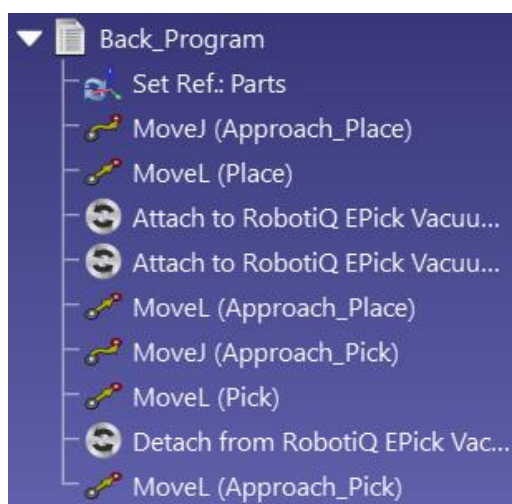 Back_Program
Set Ref.: Parts
MoveJ (Approach_Place)
MoveL (Place)
Attach to RobotiQ EPick Vacuu...
Attach to RobotiQ EPick Vacuu...
MoveL (Approach_Place)
MoveJ (Approach_Pick)
MoveL (Pick)
Detach from RobotiQ EPick Vac...
MoveL (Approach_Pick)